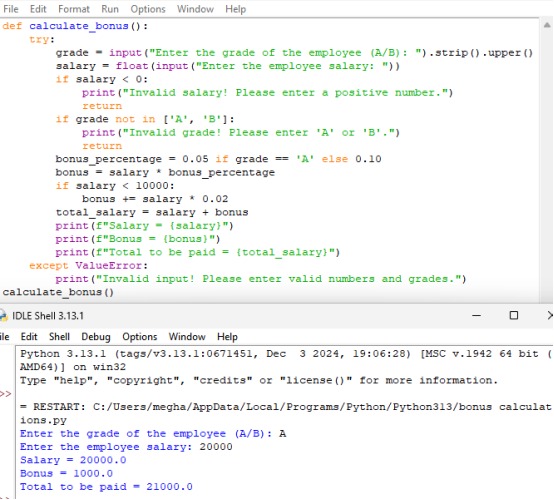 File Edit Format Run Options Window Help
def calculate_bonus():
    try:
        grade = input("Enter the grade of the employee (A/B): ").strip().upper()
        salary = float(input("Enter the employee salary: "))
        if salary < 0:
            print("Invalid salary! Please enter a positive number.")
            return
        if grade not in ['A', 'B']:
            print("Invalid grade! Please enter 'A' or 'B'.")
            return
        bonus_percentage = 0.05 if grade == 'A' else 0.10
        bonus = salary * bonus_percentage
        if salary < 10000:
            bonus += salary * 0.02
        total_salary = salary + bonus
        print(f"Salary = {salary}")
        print(f"Bonus = {bonus}")
        print(f"Total to be paid = {total_salary}")
    except ValueError:
        print("Invalid input! Please enter valid numbers and grades.")
calculate_bonus()
IDLE Shell 3.13.1
ile Edit Shell Debug Options Window Help
Python 3.13.1 (tags/v3.13.1:0671451, Dec  3 2024, 19:06:28) [MSC v.1942 64 bit (
AMD64)] on win32
Type "help", "copyright", "credits" or "license()" for more information.
>>
= RESTART: C:/Users/megha/AppData/Local/Programs/Python/Python313/bonus calculat
ions.py
Enter the grade of the employee (A/B): A
Enter the employee salary: 20000
Salary = 20000.0
Bonus = 1000.0
Total to be paid = 21000.0